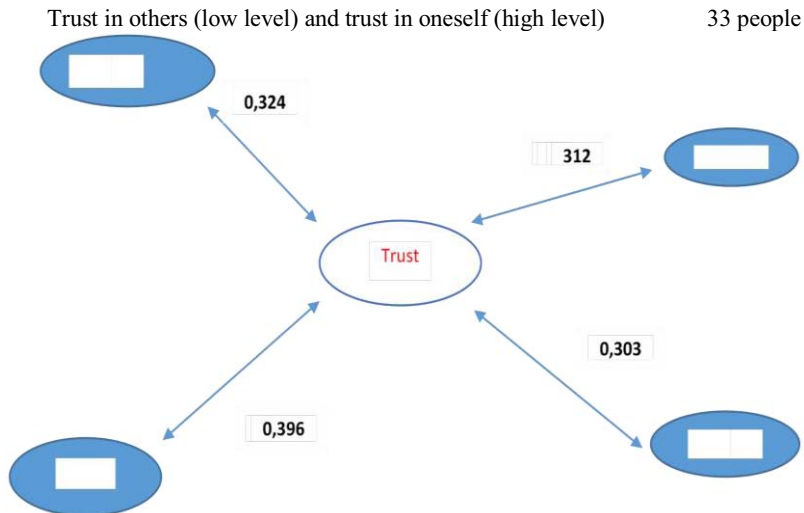 Trust in others (low level) and trust in oneself (high level) 33 people
0,324
312
Trust
0,303
0,396